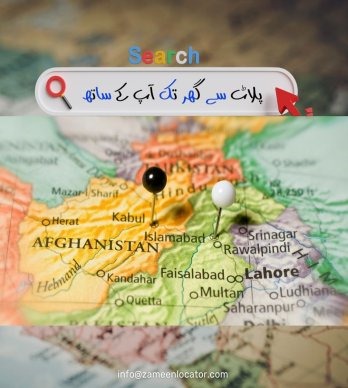 Search
پلاٹ سے گھر تک آپ کے ساتھ
Mazar-i Sharif
Hindu
Herat
Kabul
Islamabad
Srinagar
AFGHANISTAN
Rawalpindi
Faisalabad
Lahore
Helmand
Kandahar
Multan
Ludhiana
Quetta
Saharanpur
Delhi
info@zameenlocator.com